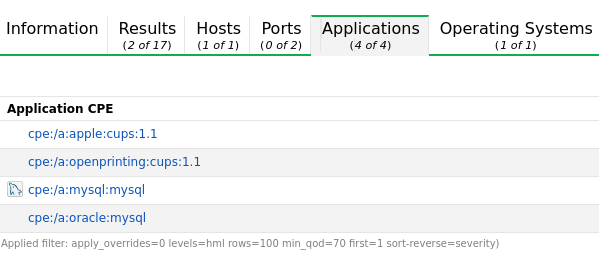 Information Results Hosts Ports Applications Operating Systems
(2 of 17) (1 of 1) (0 of 2) (4 of 4) (1 of 1)
Application CPE
cpe:/a:apple:cups:1.1
cpe:/a:openprinting:cups:1.1
cpe:/a:mysql:mysql
cpe:/a:oracle:mysql
Applied filter: apply_overrides=0 levels=hml rows=100 min_qod=70 first=1 sort-reverse=severity)